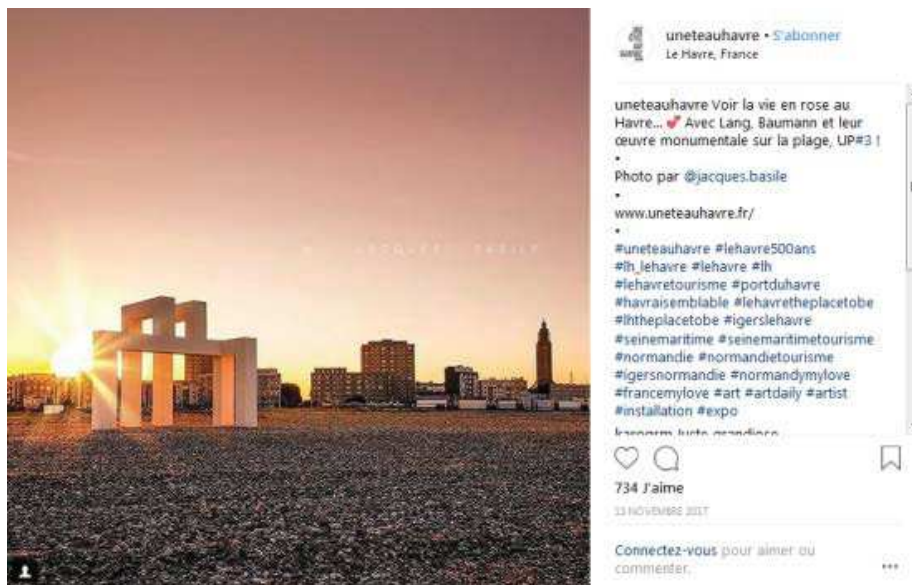 JACQUES BASILE
uneteauhavre • S'abonner
Le Havre, France
uneteauhavre Voir la vie en rose au
Havre... 💕 Avec Lang, Baumann et leur
œuvre monumentale sur la plage, UP#3 !
•
Photo par @jacques.basile
•
www.uneteauhavre.fr/
•
#uneteauhavre #lehavre500ans
#lh_lehavre #lehavre #lh
#lehavretourisme #portduhavre
#havraisemblable #lehavretheplacetobe
#lhtheplacetobe #igerslehavre
#seinemaritime #seinemaritimetourisme
#normandie #normandietourisme
#igersnormandie #normandymylove
#francemylove #art #artdaily #artist
#installation #expo
734 J'aime
13 NOVEMBRE 2017
Connectez-vous pour aimer ou
commenter.